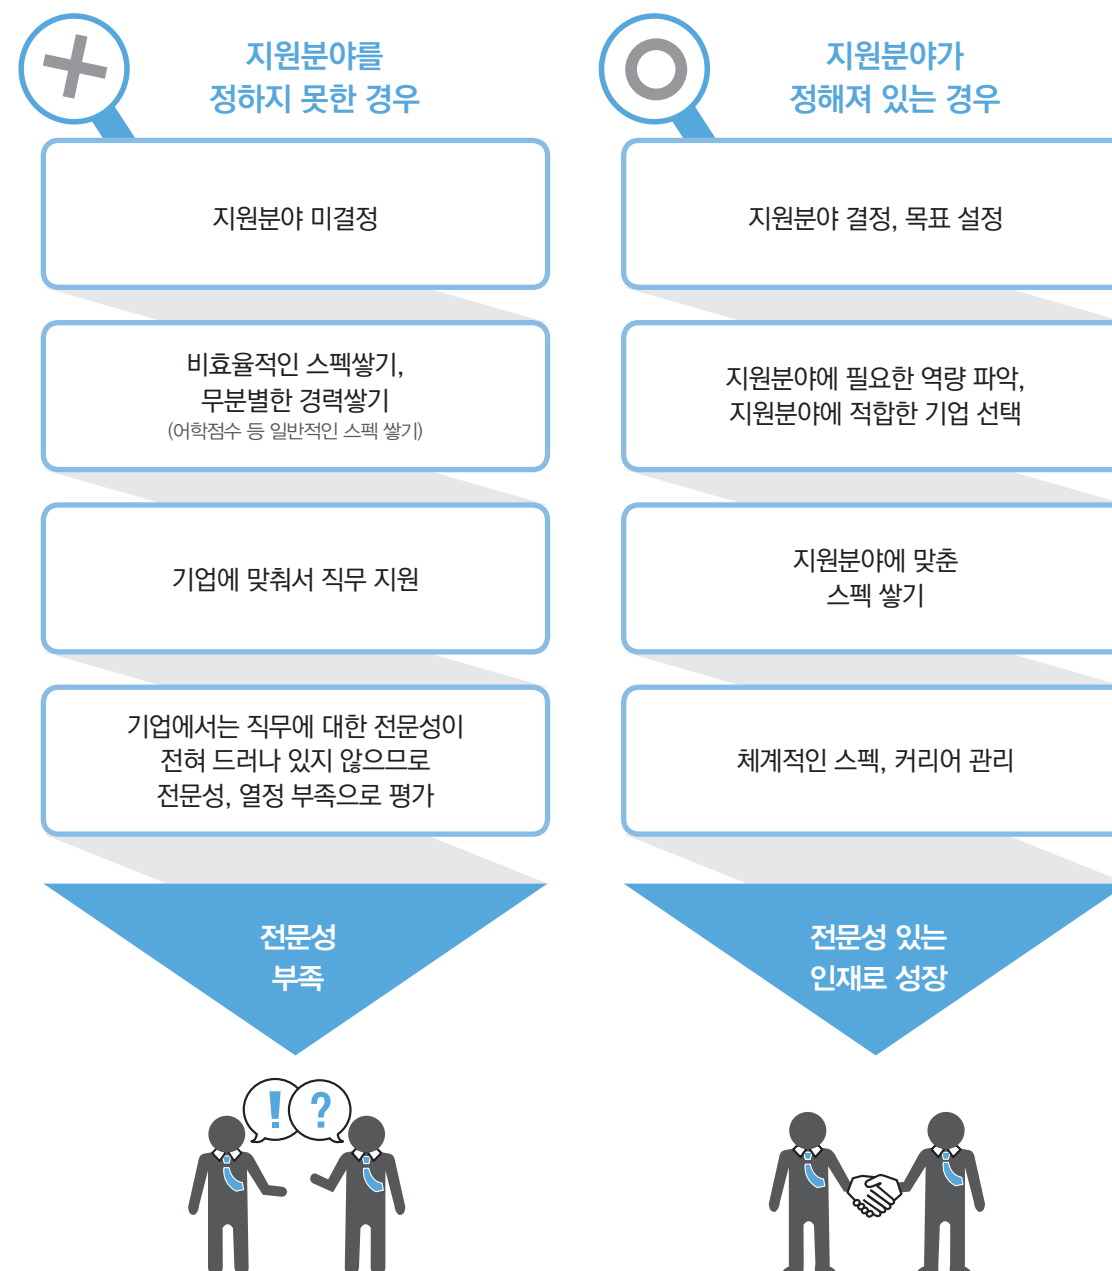 지원분야를
정하지 못한 경우
지원분야 미결정
비효율적인 스펙쌓기,
무분별한 경력쌓기
(어학점수 등 일반적인 스펙 쌓기)
기업에 맞춰서 직무 지원
기업에서는 직무에 대한 전문성이
전혀 드러나 있지 않으므로
전문성, 열정 부족으로 평가
전문성
부족
! ?
지원분야가
정해져 있는 경우
지원분야 결정, 목표 설정
지원분야에 필요한 역량 파악,
지원분야에 적합한 기업 선택
지원분야에 맞춘
스펙 쌓기
체계적인 스펙, 커리어 관리
전문성 있는
인재로 성장